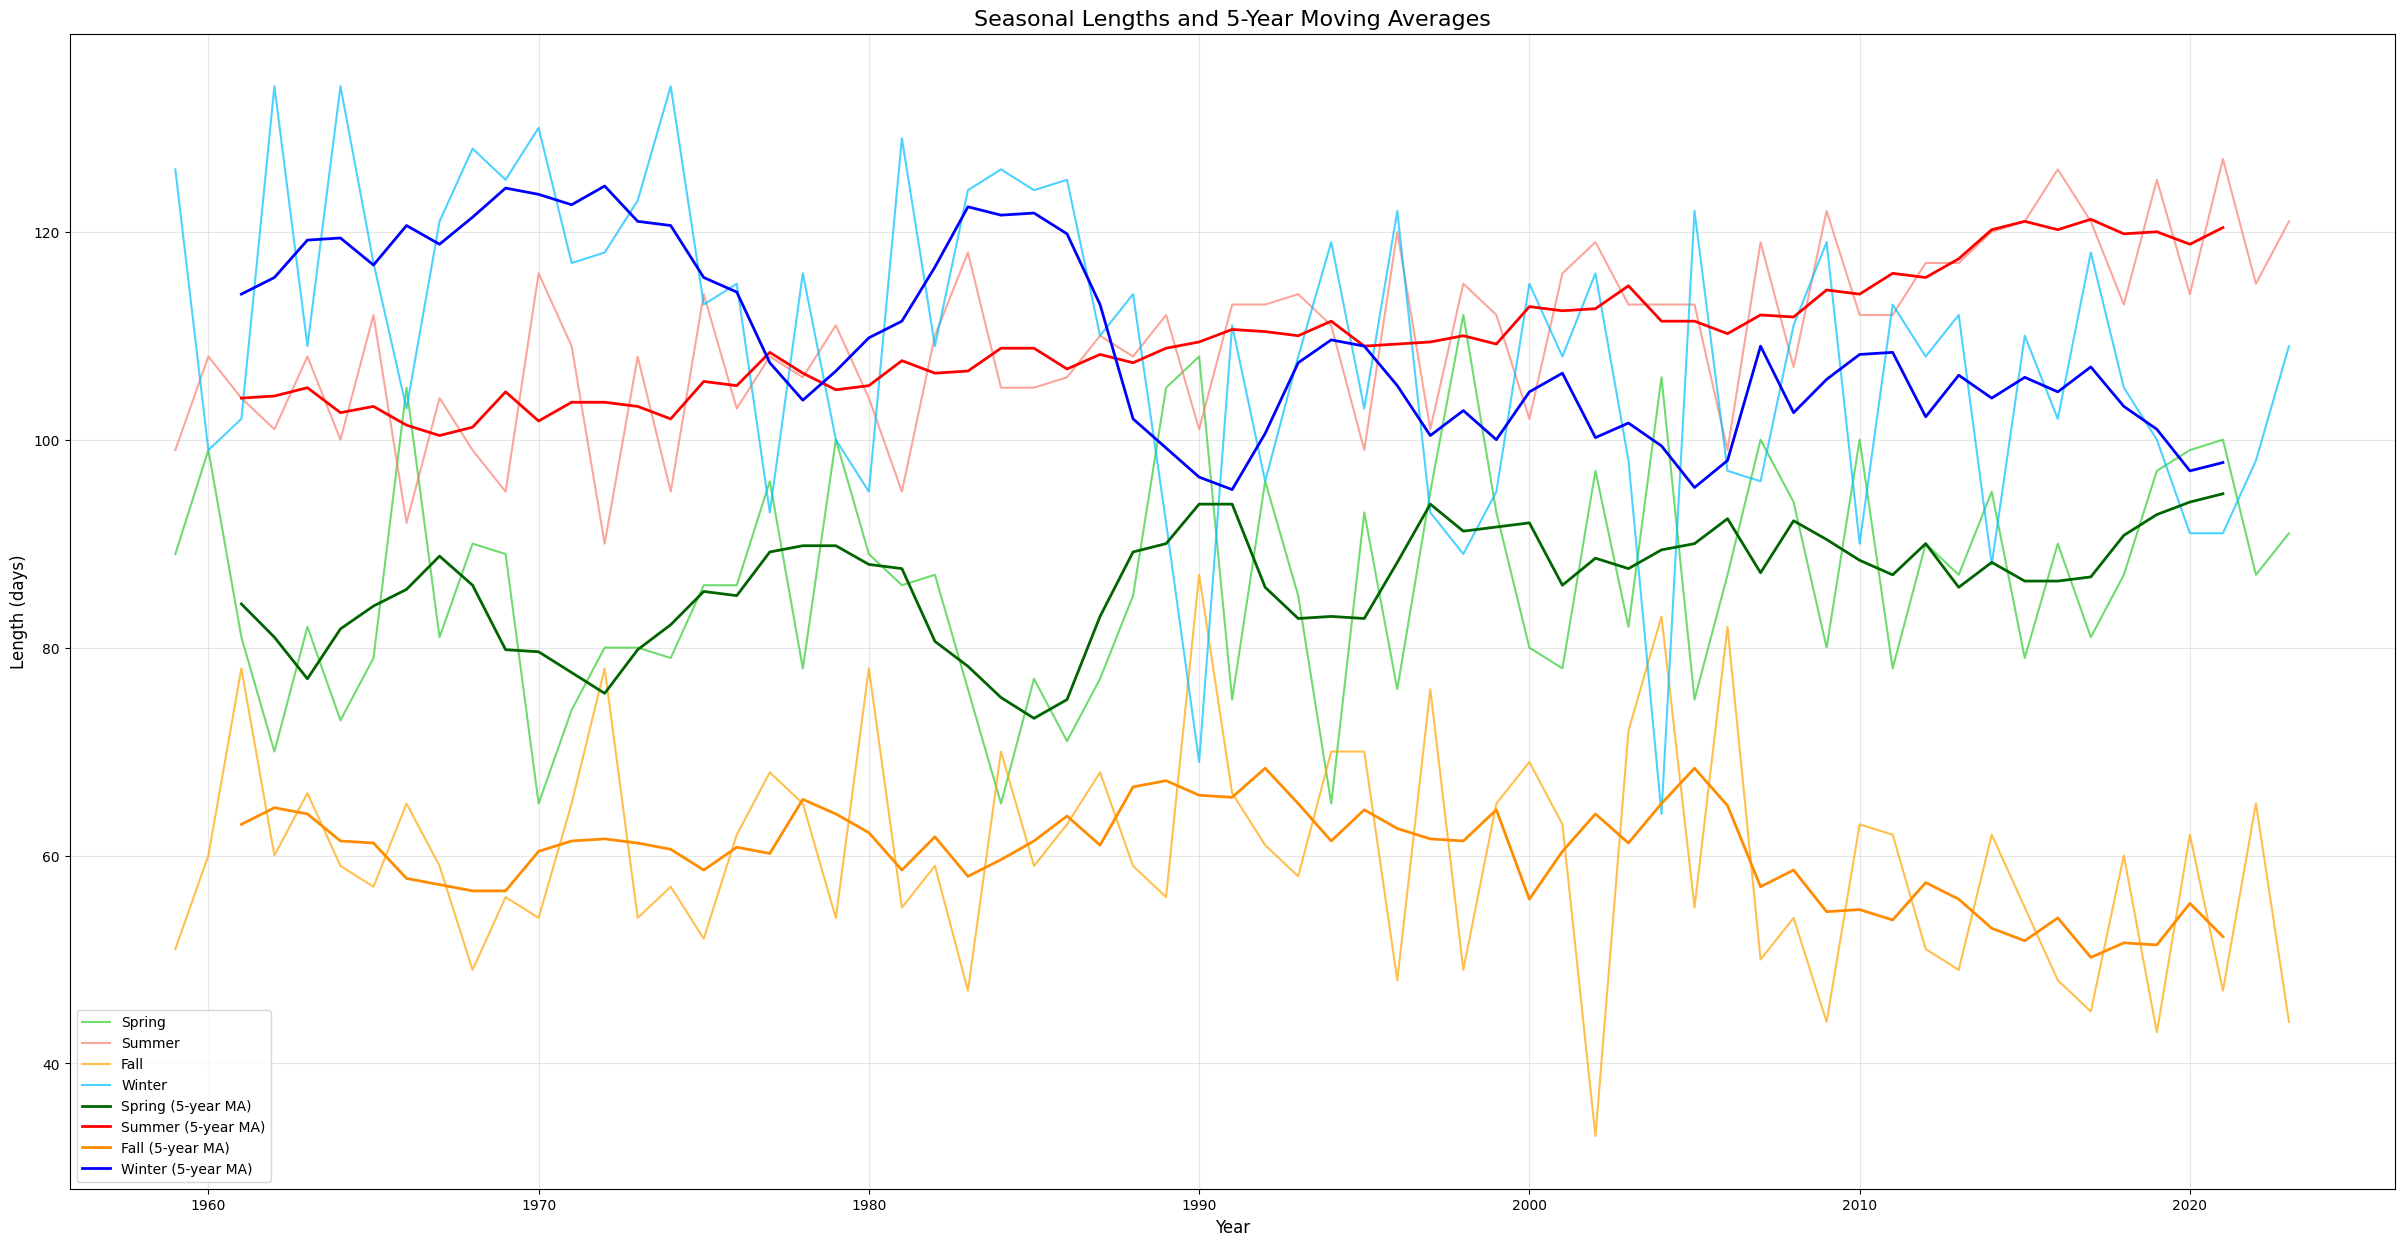 Seasonal Lengths and 5-Year Moving Averages
Length (days)
120
100
80
60
40
Spring
Summer
Fall
Winter
Spring (5-year MA)
Summer (5-year MA)
Fall (5-year MA)
Winter (5-year MA)
1960 1970 1980 1990 2000 2010 2020
Year